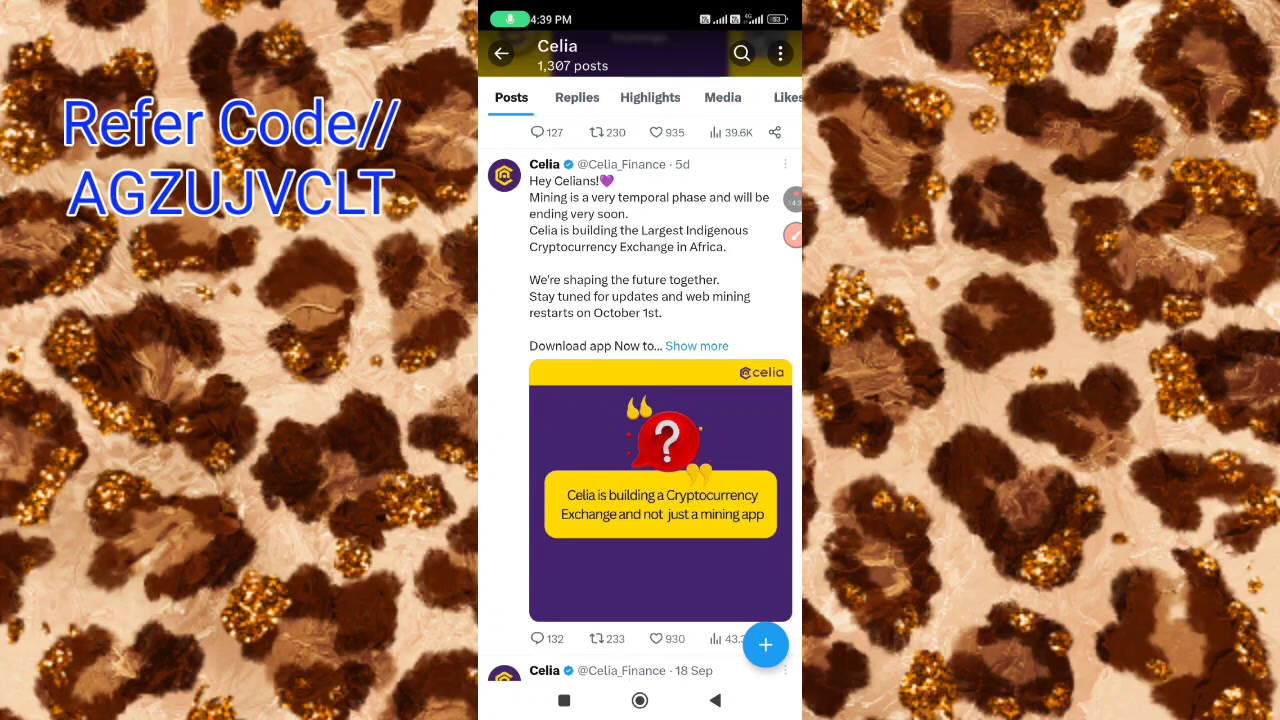 Refer Code//
AGZUJVCLT
4:39 PM
4G
53
Celia
1,307 posts
Posts
Replies
Highlights
Media
Likes
127
230
935
39.6K
Celia @Celia_Finance · 5d
Hey Celians!💜
Mining is a very temporal phase and will be
ending very soon.
Celia is building the Largest Indigenous
Cryptocurrency Exchange in Africa.
We're shaping the future together.
Stay tuned for updates and web mining
restarts on October 1st.
Download app Now to... Show more
celia
Celia is building a Cryptocurrency
Exchange and not just a mining app
132
233
930
Celia @Celia_Finance · 18 Sep